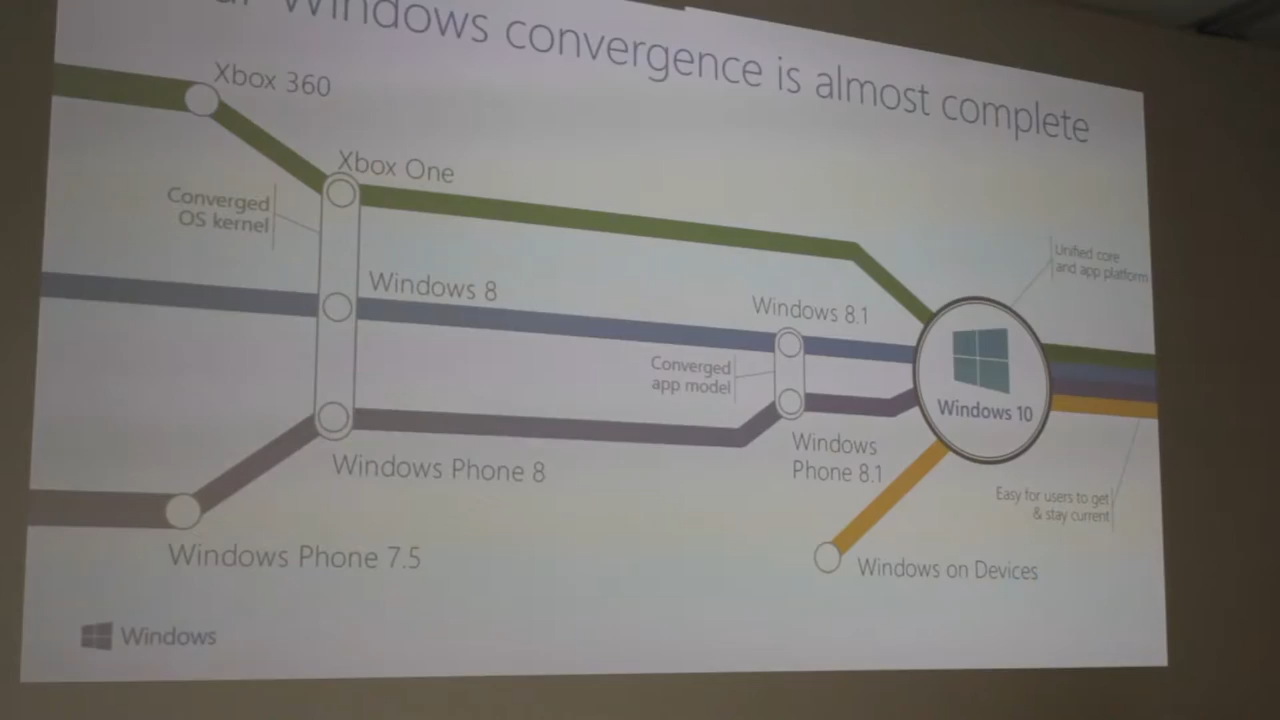 Windows convergence is almost complete
Xbox 360
Xbox One
Converged
OS kernel
Windows 8
Windows 8.1
Unified core
and app platform
Converged
app model
Windows 10
Windows
Phone 8.1
Windows Phone 8
Easy for users to get
& stay current
Windows Phone 7.5
Windows on Devices
Windows